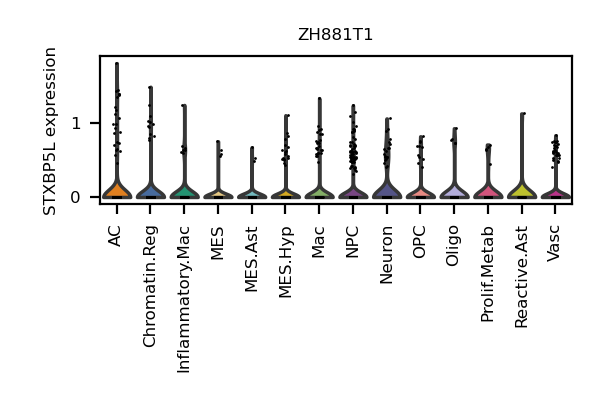 ZH881T1
STXBP5L expression
1
0
AC
Chromatin.Reg
Inflammatory.Mac
MES
MES.Ast
MES.Hyp
Mac
NPC
Neuron
OPC
Oligo
Prolif.Metab
Reactive.Ast
Vasc